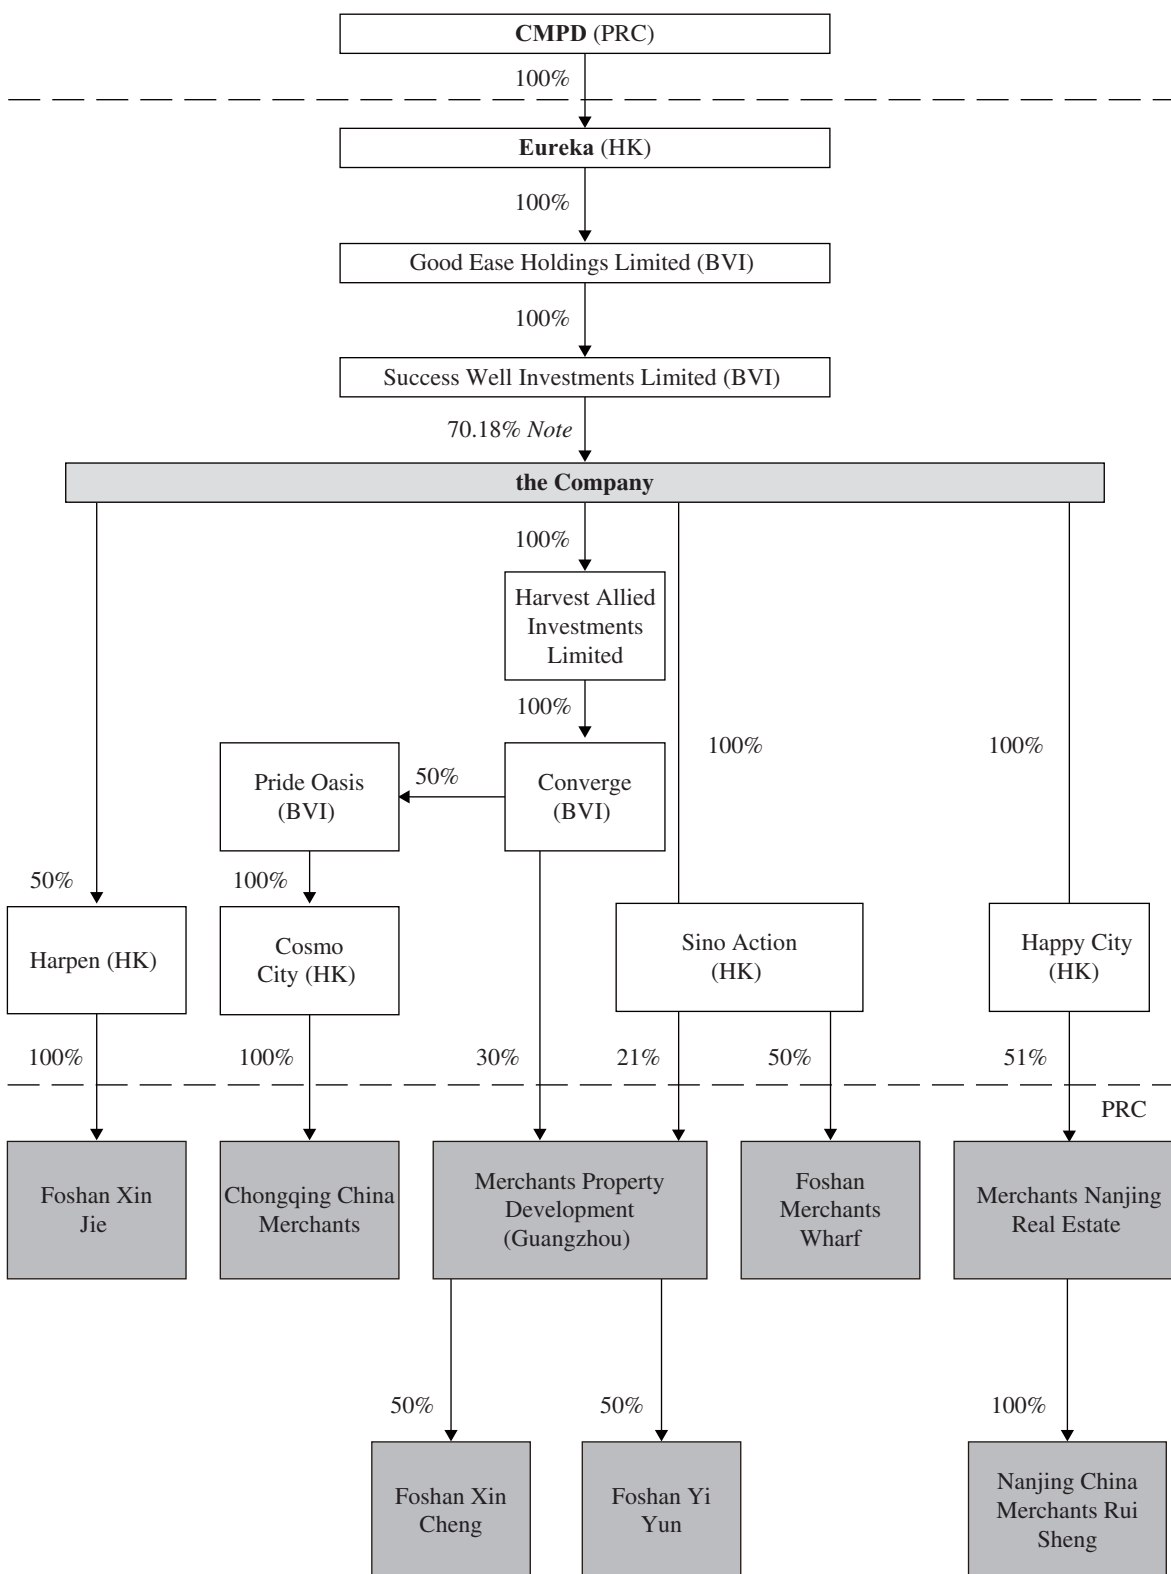 CMPD (PRC)
100%
Eureka (HK)
100%
Good Ease Holdings Limited (BVI)
100%
Success Well Investments Limited (BVI)
70.18% Note
the Company
100%
Harvest Allied
Investments
Limited
100%
100%
100%
Pride Oasis
(BVI)
50%
Converge
(BVI)
50%
100%
Harpen (HK)
Cosmo
City (HK)
Sino Action
(HK)
Happy City
(HK)
100%
100%
30%
21%
50%
51%
PRC
Foshan Xin
Jie
Chongqing China
Merchants
Merchants Property
Development
(Guangzhou)
Foshan
Merchants
Wharf
Merchants Nanjing
Real Estate
50%
50%
100%
Foshan Xin
Cheng
Foshan Yi
Yun
Nanjing China
Merchants Rui
Sheng